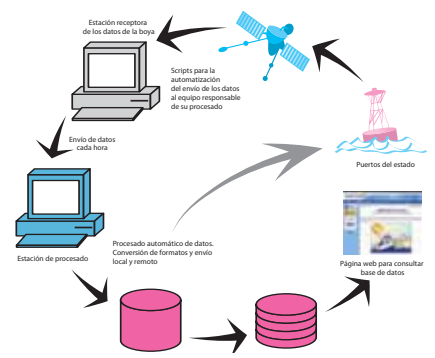 Estación receptora
de los datos de la boya
Scripts para la
automatización
del envío de los datos
al equipo responsable
de su procesado
Envío de datos
cada hora
Puertos del estado
Procesado automático de datos.
Conversión de formatos y envio
local y remoto
Estación de procesado
Página web para consultar
base de datos